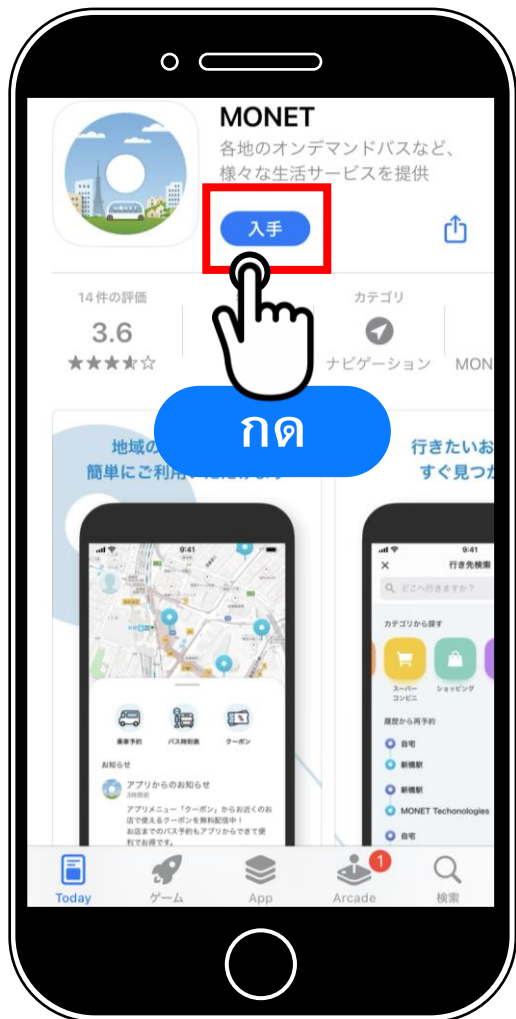 MONET
各地のオンデマンドバスなど、
様々な生活サービスを提供
入手
14件の評価
3.6
カテゴリ
ナビゲーション
MON
กด
地域の
簡単にご利用
9:41
乗車予約
バス時刻表
クーポン
お知らせ
アプリからのお知らせ
3時間前
アプリメニュー「クーポン」からお近くのお
店で使えるクーポンを無料配信中！
お店までのバス予約もアプリからできて便
利でお得です。
行きたいお
すぐ見つか
9:41
行き先検索
どこへ行きますか？
カテゴリから探す
スーパー
コンビニ
ショッピング
履歴から再予約
自宅
新橋駅
新橋駅
MONET Techonologies
自宅
Today
ゲーム
App
Arcade
1
検索